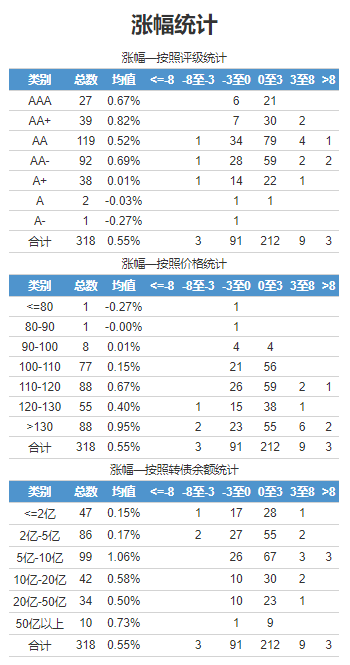 涨幅统计
涨幅—按照评级统计
类别 总数 均值 <=-8 -8至-3 -3至0 0至3 3至8 >8
AAA 27 0.67% 6 21
AA+ 39 0.82% 7 30 2
AA 119 0.52% 1 34 79 4 1
AA- 92 0.69% 1 28 59 2 2
A+ 38 0.01% 1 14 22 1
A 2 -0.03% 1 1
A- 1 -0.27% 1
合计 318 0.55% 3 91 212 9 3
涨幅—按照价格统计
类别 总数 均值 <=-8 -8至-3 -3至0 0至3 3至8 >8
<=80 1 -0.27% 1
80-90 1 -0.00% 1
90-100 8 0.01% 4 4
100-110 77 0.15% 21 56
110-120 88 0.67% 26 59 2 1
120-130 55 0.40% 1 15 38 1
>130 88 0.95% 2 23 55 6 2
合计 318 0.55% 3 91 212 9 3
涨幅—按照转债余额统计
类别 总数 均值 <=-8 -8至-3 -3至0 0至3 3至8 >8
<=2亿 47 0.15% 1 17 28 1
2亿-5亿 86 0.17% 2 27 55 2
5亿-10亿 99 1.06% 26 67 3 3
10亿-20亿 42 0.58% 10 30 2
20亿-50亿 34 0.50% 10 23 1
50亿以上 10 0.73% 1 9
合计 318 0.55% 3 91 212 9 3